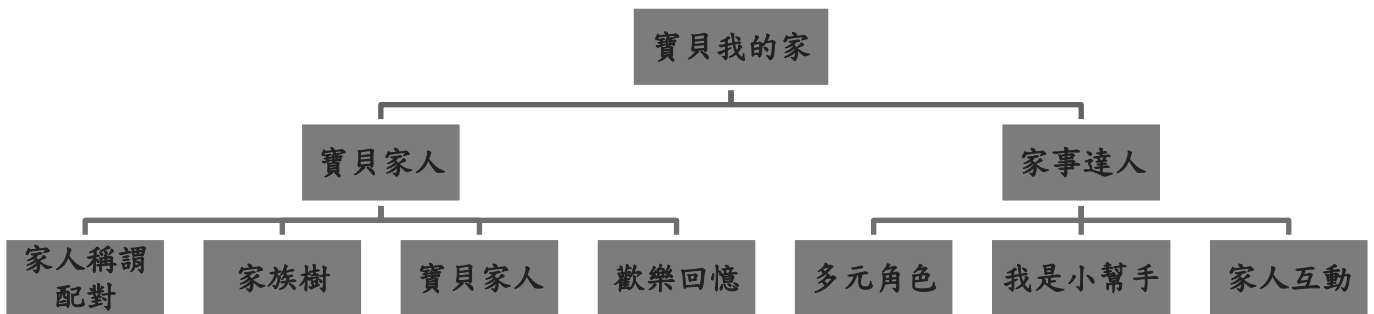 寶貝我的家
寶貝家人
家事達人
家人稱謂
配對
家族樹
寶貝家人
歡樂回憶
多元角色
我是小幫手
家人互動